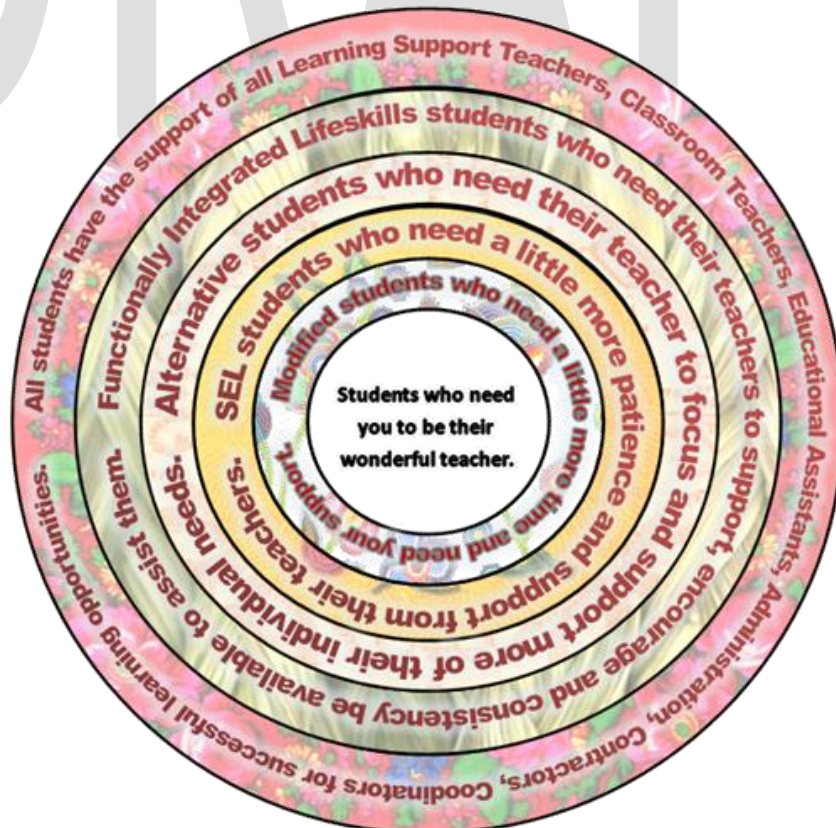 All students have the support of all Learning Support Teachers, Classroom Teachers, Educational Assistants, Administration, Contractors, Coodinators for successful learning opportunities.
Functionally Integrated Lifeskills students who need their teachers to support, encourage and consistency be available to assist them.
Alternative students who need their teacher to focus and support more of their individual needs.
SEL students who need a little more patience and support from their teachers.
Modified students who need a little more time and need your support.
Students who need
you to be their
wonderful teacher.